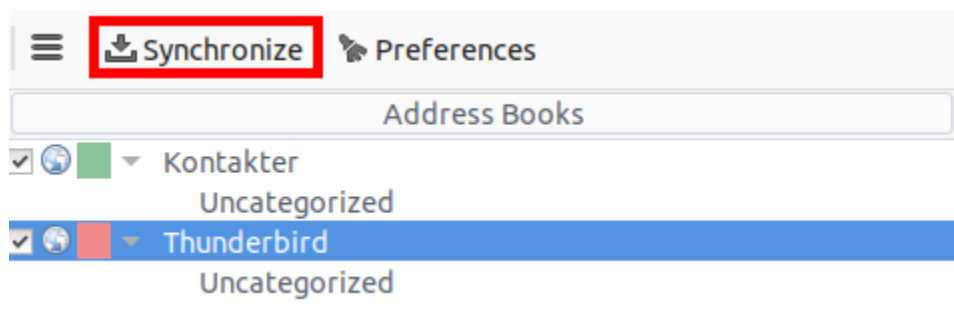 Synchronize Preferences
Address Books
Kontakter
Uncategorized
Thunderbird
Uncategorized